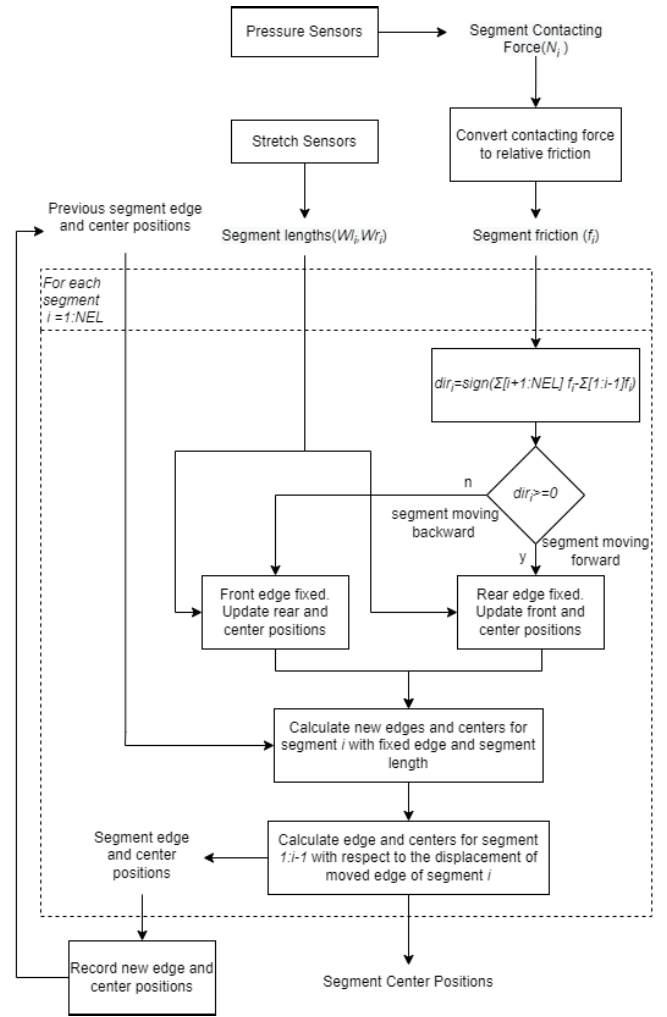 Pressure Sensors
Segment Contacting
Force(Nᵢ )
Convert contacting force
to relative friction
Stretch Sensors
Previous segment edge
and center positions
Segment lengths(Wlᵢ,Wrᵢ)
Segment friction (fᵢ)
For each
segment
i =1:NEL
dirᵢ=sign(Σ[i+1:NEL] fᵢ-Σ[1:i-1]fᵢ)
n
dirᵢ>=0
segment moving
backward
segment moving
forward
y
Front edge fixed.
Update rear and
center positions
Rear edge fixed.
Update front and
center positions
Calculate new edges and centers for
segment i with fixed edge and segment
length
Segment edge
and center
positions
Calculate edge and centers for segment
1:i-1 with respect to the displacement of
moved edge of segment i
Record new edge and
center positions
Segment Center Positions